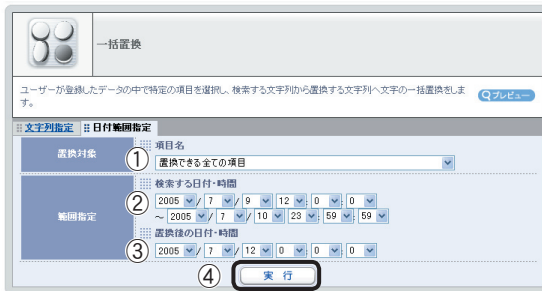 一括置換
ユーザーが登録したデータの中で特定の項目を選択し、検索する文字列から置換する文字列へ文字の一括置換をしま
す。
プレビュー
文字列指定 日付範囲指定
置換対象
① 項目名
置換できる全ての項目
範囲指定
検索する日付・時間
② 2005 / 7 / 9 12 : 0 : 0
~ 2005 / 7 / 10 23 : 59 : 59
置換後の日付・時間
③ 2005 / 7 / 12 0 : 0 : 0
④ 実 行